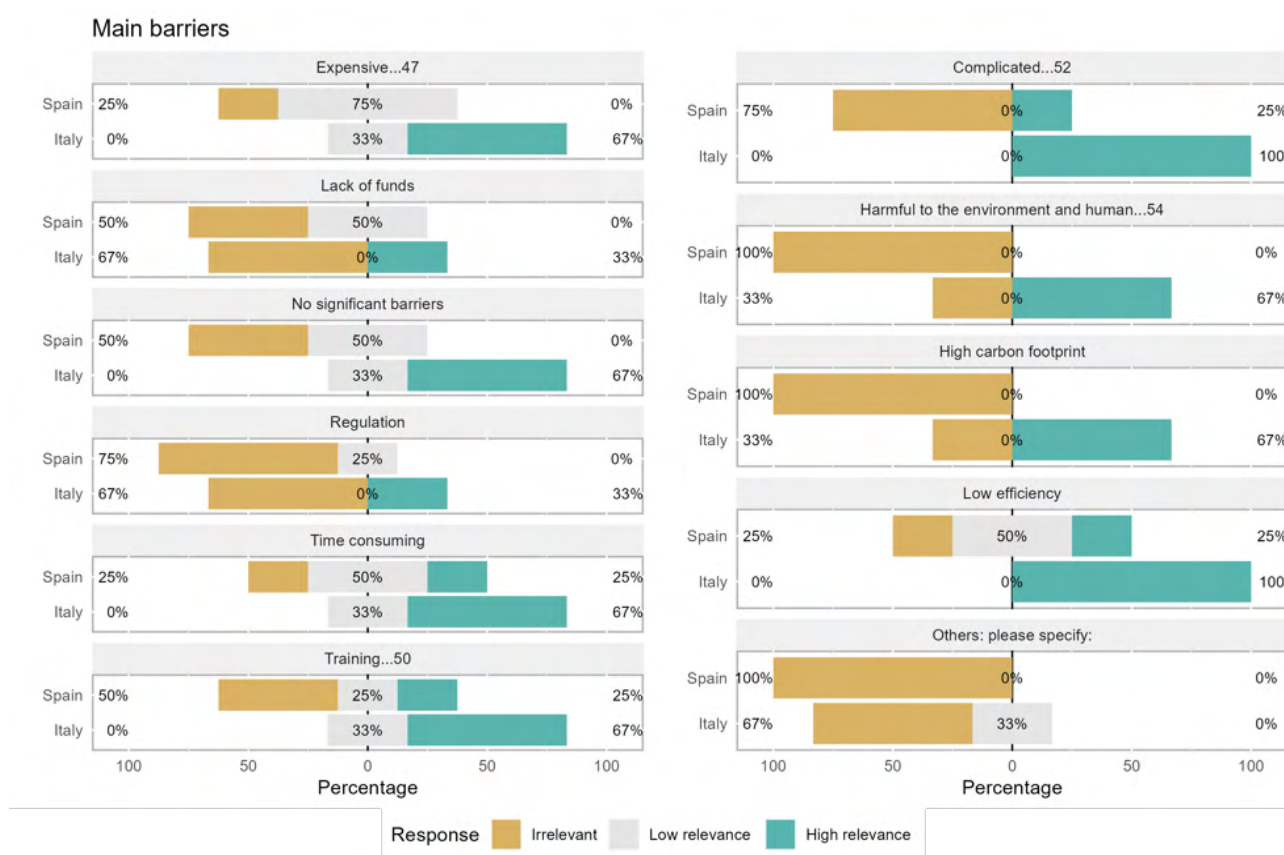 Main barriers
Expensive...47
Spain 25% 75% 0%
Italy 0% 33% 67%
Lack of funds
Spain 50% 50% 0%
Italy 67% 0% 33%
No significant barriers
Spain 50% 50% 0%
Italy 0% 33% 67%
Regulation
Spain 75% 25% 0%
Italy 67% 0% 33%
Time consuming
Spain 25% 50% 25%
Italy 0% 33% 67%
Training...50
Spain 50% 25% 25%
Italy 0% 33% 67%
100 50 0 50 100
Percentage
Complicated...52
Spain 75% 0% 25%
Italy 0% 0% 100
Harmful to the environment and human...54
Spain 100% 0% 0%
Italy 33% 0% 67%
High carbon footprint
Spain 100% 0% 0%
Italy 33% 0% 67%
Low efficiency
Spain 25% 50% 25%
Italy 0% 0% 100
Others: please specify:
Spain 100% 0% 0%
Italy 67% 33% 0%
100 50 0 50 100
Percentage
Response Irrelevant Low relevance High relevance